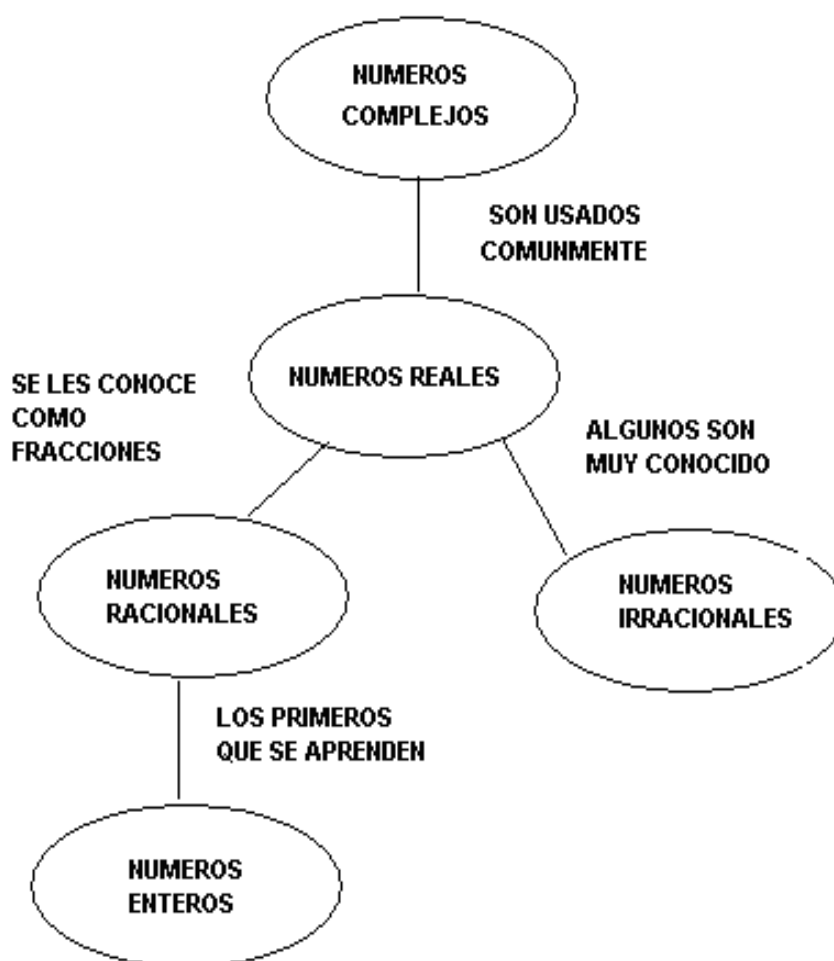 NUMEROS
COMPLEJOS
SON USADOS
COMUNMENTE
NUMEROS REALES
SE LES CONOCE
COMO
FRACCIONES
ALGUNOS SON
MUY CONOCIDO
NUMEROS
RACIONALES
NUMEROS
IRRACIONALES
LOS PRIMEROS
QUE SE APRENDEN
NUMEROS
ENTEROS